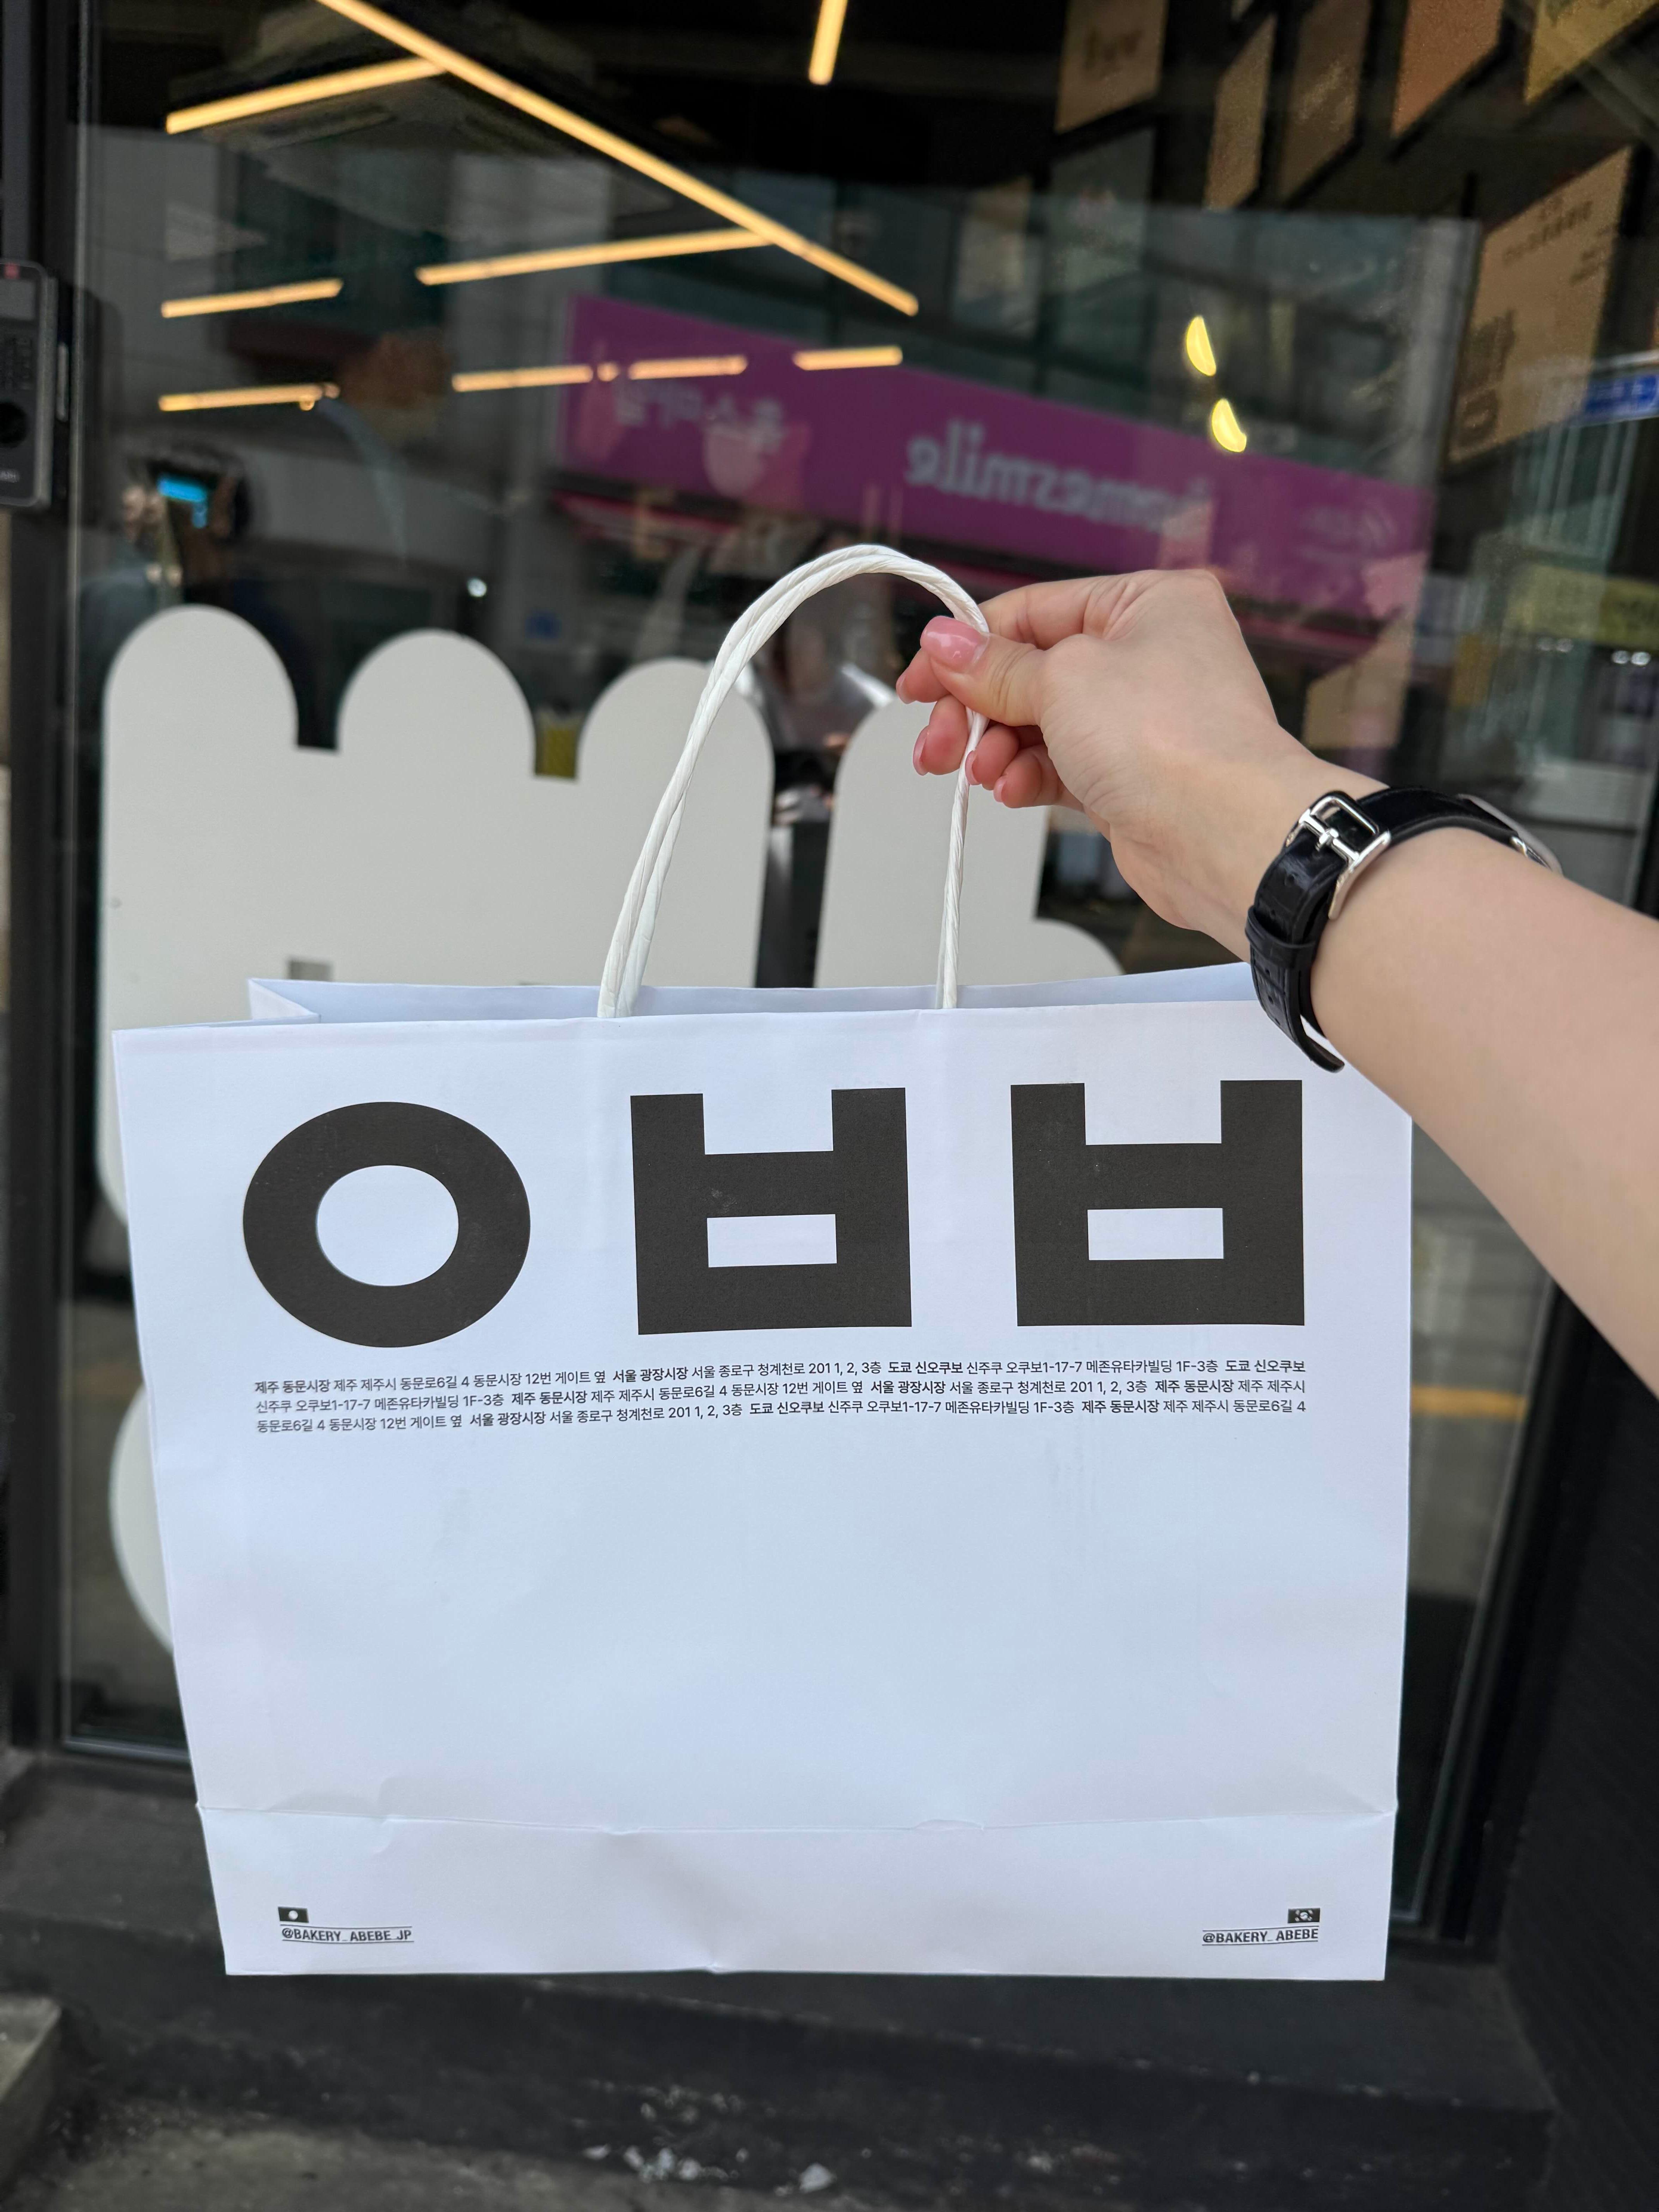 homesmile
홈스마일
ㅇㅂㅂ
제주 동문시장 제주 제주시 동문로6길 4 동문시장 12번 게이트 옆 서울 광장시장 서울 종로구 청계천로 201 1, 2, 3층 도쿄 신오쿠보 신주쿠 오쿠보1-17-7 메존유타카빌딩 1F-3층 도쿄 신오쿠보
신주쿠 오쿠보1-17-7 메존유타카빌딩 1F-3층 제주 동문시장 제주 제주시 동문로6길 4 동문시장 12번 게이트 옆 서울 광장시장 서울 종로구 청계천로 201 1, 2, 3층 제주 동문시장 제주 제주시
동문로6길 4 동문시장 12번 게이트 옆 서울 광장시장 서울 종로구 청계천로 201 1, 2, 3층 도쿄 신오쿠보 신주쿠 오쿠보1-17-7 메존유타카빌딩 1F-3층 제주 동문시장 제주 제주시 동문로6길 4
@BAKERY_ABEBE_JP
@BAKERY_ABEBE